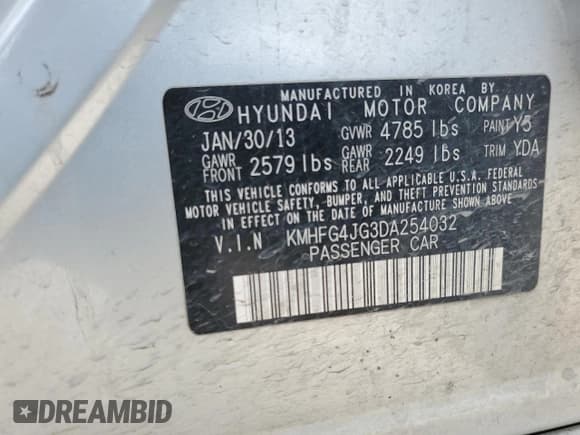 MANUFACTURED IN KOREA BY
HYUNDAI MOTOR COMPANY
JAN/30/13 GVWR 4785 lbs PAINT Y5
GAWR FRONT 2579 lbs GAWR REAR 2249 lbs TRIM YDA
THIS VEHICLE CONFORMS TO ALL APPLICABLE U.S.A. FEDERAL
MOTOR VEHICLE SAFETY, BUMPER, AND THEFT PREVENTION STANDARDS
IN EFFECT ON THE DATE OF MANUFACTURE SHOWN ABOVE.
V.I.N KMHFG4JG3DA254032
PASSENGER CAR
DREAMBID